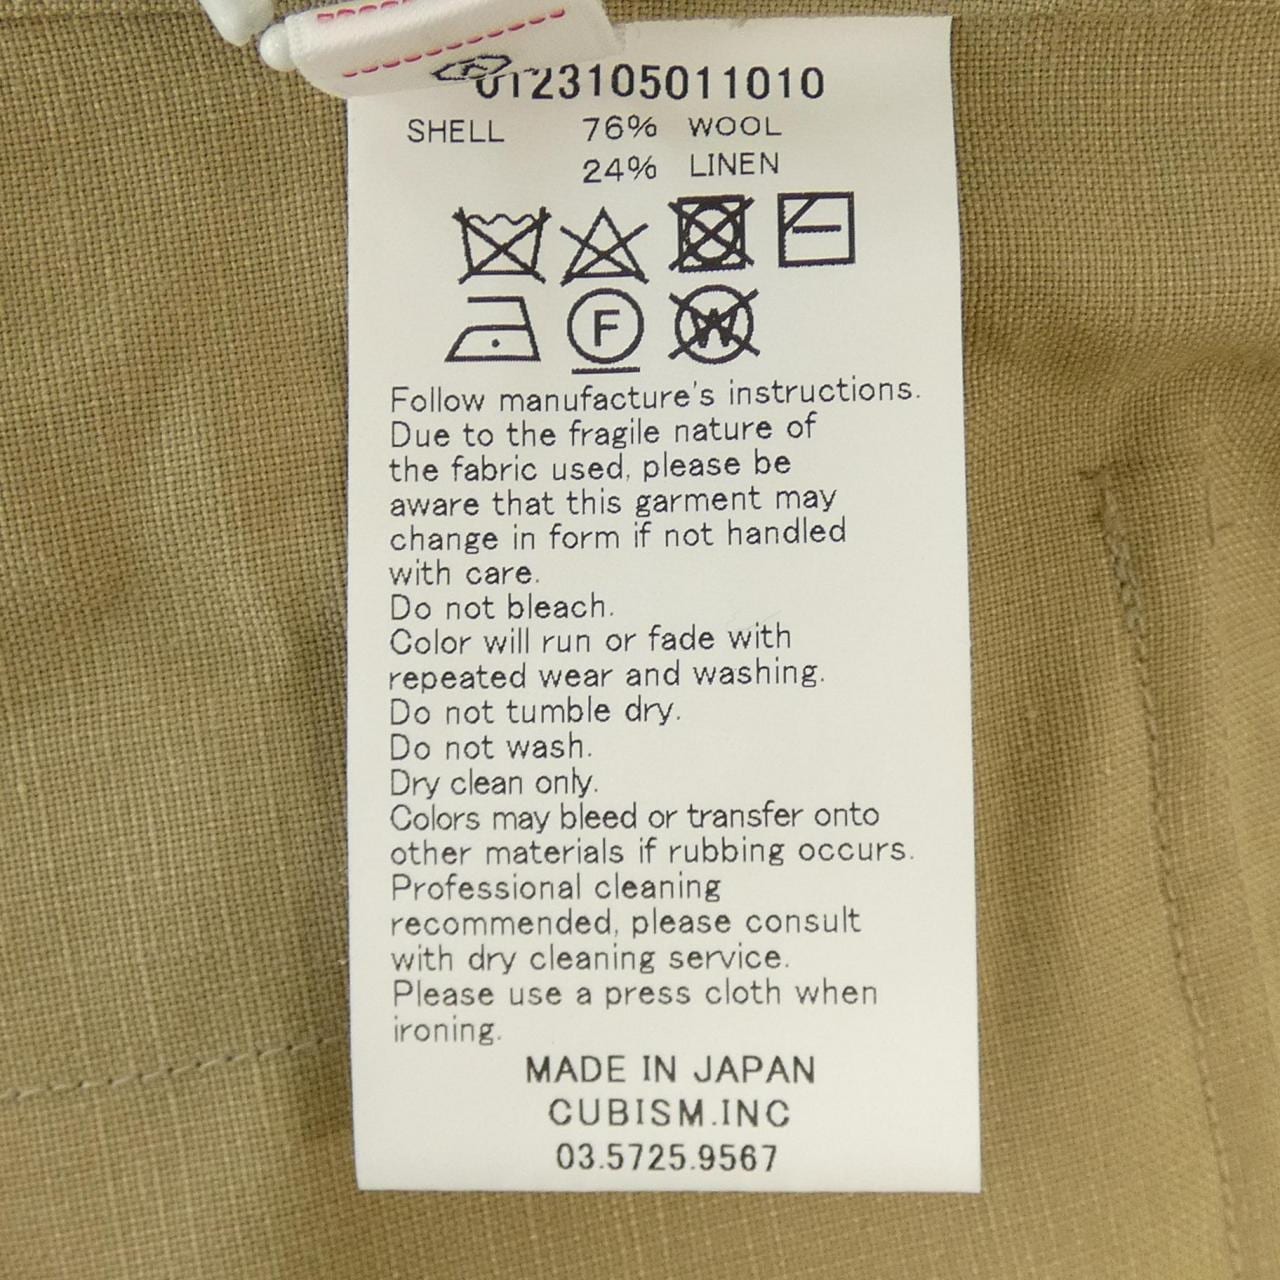 0123105011010
SHELL 76% WOOL
24% LINEN
F W
Follow manufacture's instructions.
Due to the fragile nature of
the fabric used, please be
aware that this garment may
change in form if not handled
with care.
Do not bleach.
Color will run or fade with
repeated wear and washing.
Do not tumble dry.
Do not wash.
Dry clean only.
Colors may bleed or transfer onto
other materials if rubbing occurs.
Professional cleaning
recommended, please consult
with dry cleaning service.
Please use a press cloth when
ironing.
MADE IN JAPAN
CUBISM.INC
03.5725.9567